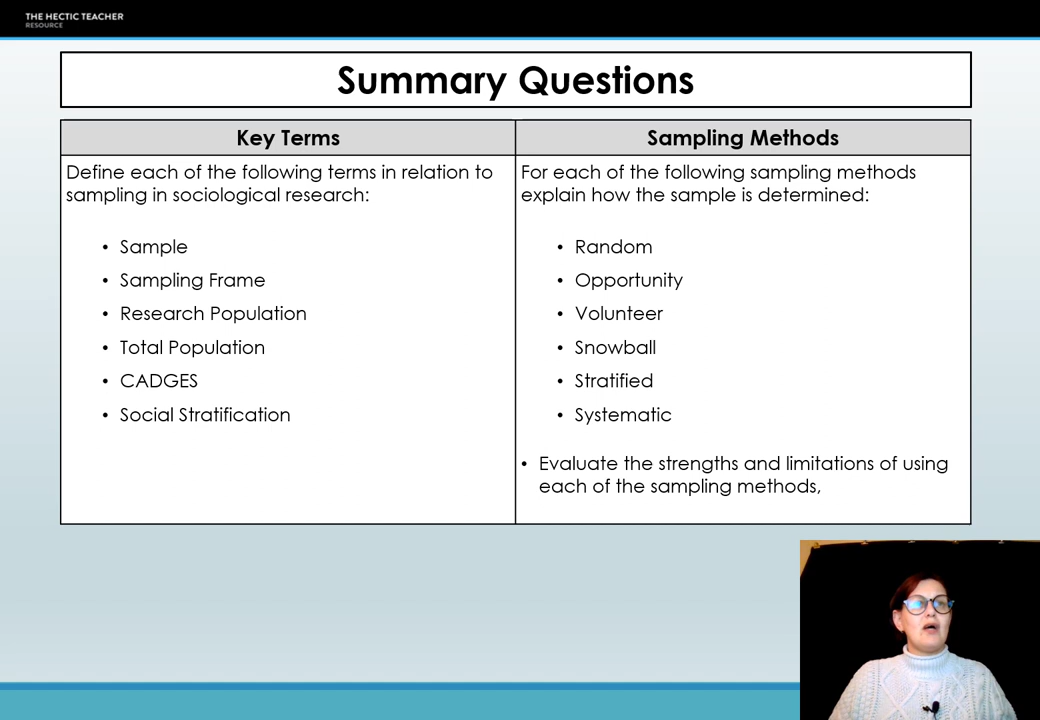 THE HECTIC TEACHER
RESOURCE
Summary Questions
Key Terms
Define each of the following terms in relation to
sampling in sociological research:
• Sample
• Sampling Frame
• Research Population
• Total Population
• CADGES
• Social Stratification
Sampling Methods
For each of the following sampling methods
explain how the sample is determined:
• Random
• Opportunity
• Volunteer
• Snowball
• Stratified
• Systematic
• Evaluate the strengths and limitations of using
each of the sampling methods,